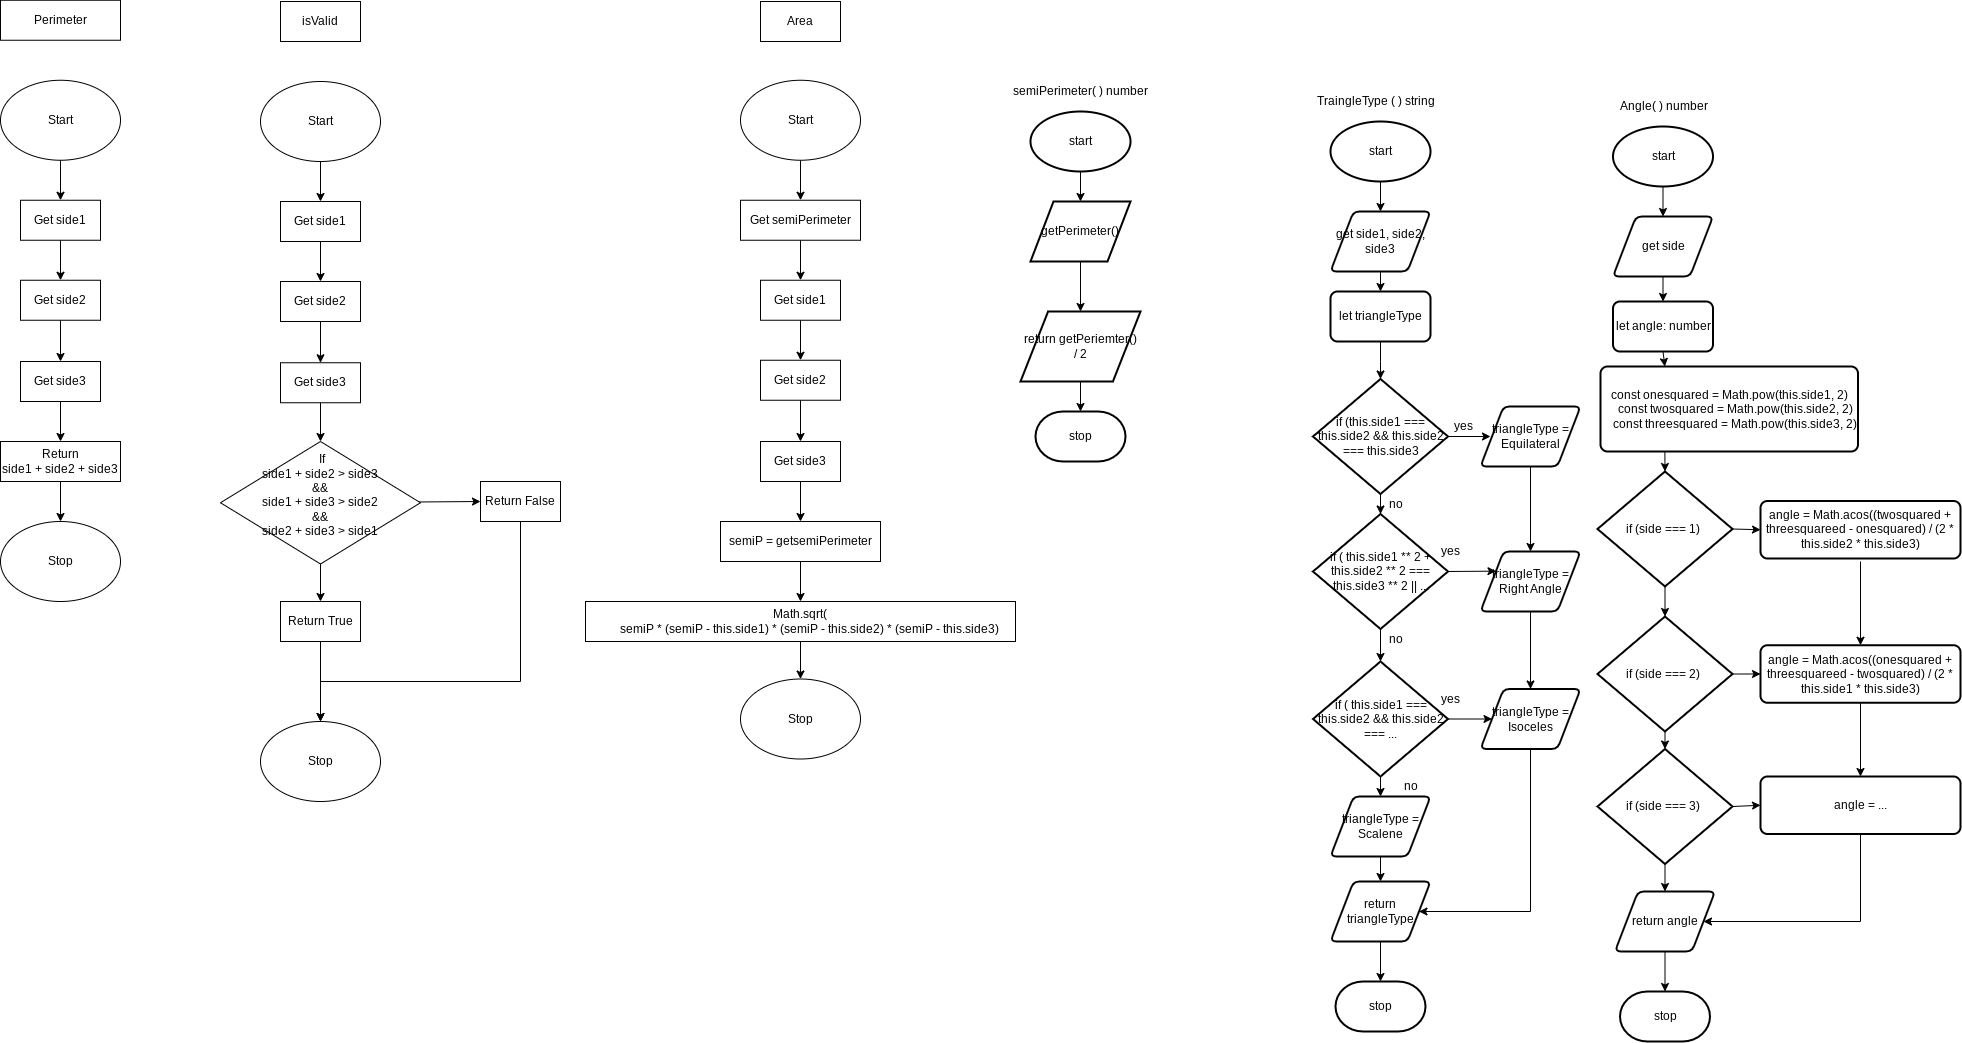 Perimeter
Start
Get side1
Get side2
Get side3
Return
side1 + side2 + side3
Stop
isValid
Start
Get side1
Get side2
Get side3
If
side1 + side2 > side3
&&
side1 + side3 > side2
&&
side2 + side3 > side1
Return False
Return True
Stop
Area
Start
Get semiPerimeter
Get side1
Get side2
Get side3
semiP = getsemiPerimeter
Math.sqrt(
semiP * (semiP - this.side1) * (semiP - this.side2) * (semiP - this.side3)
Stop
semiPerimeter( ) number
start
getPerimeter()
return getPeriemter()
/ 2
stop
TraingleType ( ) string
start
get side1, side2,
side3
let triangleType
if (this.side1 ===
this.side2 && this.side2
=== this.side3
yes
triangleType =
Equilateral
no
if ( this.side1 ** 2 +
this.side2 ** 2 ===
this.side3 ** 2 || ...
yes
triangleType =
Right Angle
no
if ( this.side1 ===
this.side2 && this.side2
=== ...
yes
triangleType =
Isoceles
no
triangleType =
Scalene
return
triangleType
stop
Angle( ) number
start
get side
let angle: number
const onesquared = Math.pow(this.side1, 2)
const twosquared = Math.pow(this.side2, 2)
const threesquared = Math.pow(this.side3, 2)
if (side === 1)
angle = Math.acos((twosquared +
threesquareed - onesquared) / (2 *
this.side2 * this.side3)
if (side === 2)
angle = Math.acos((onesquared +
threesquareed - twosquared) / (2 *
this.side1 * this.side3)
if (side === 3)
angle = ...
return angle
stop